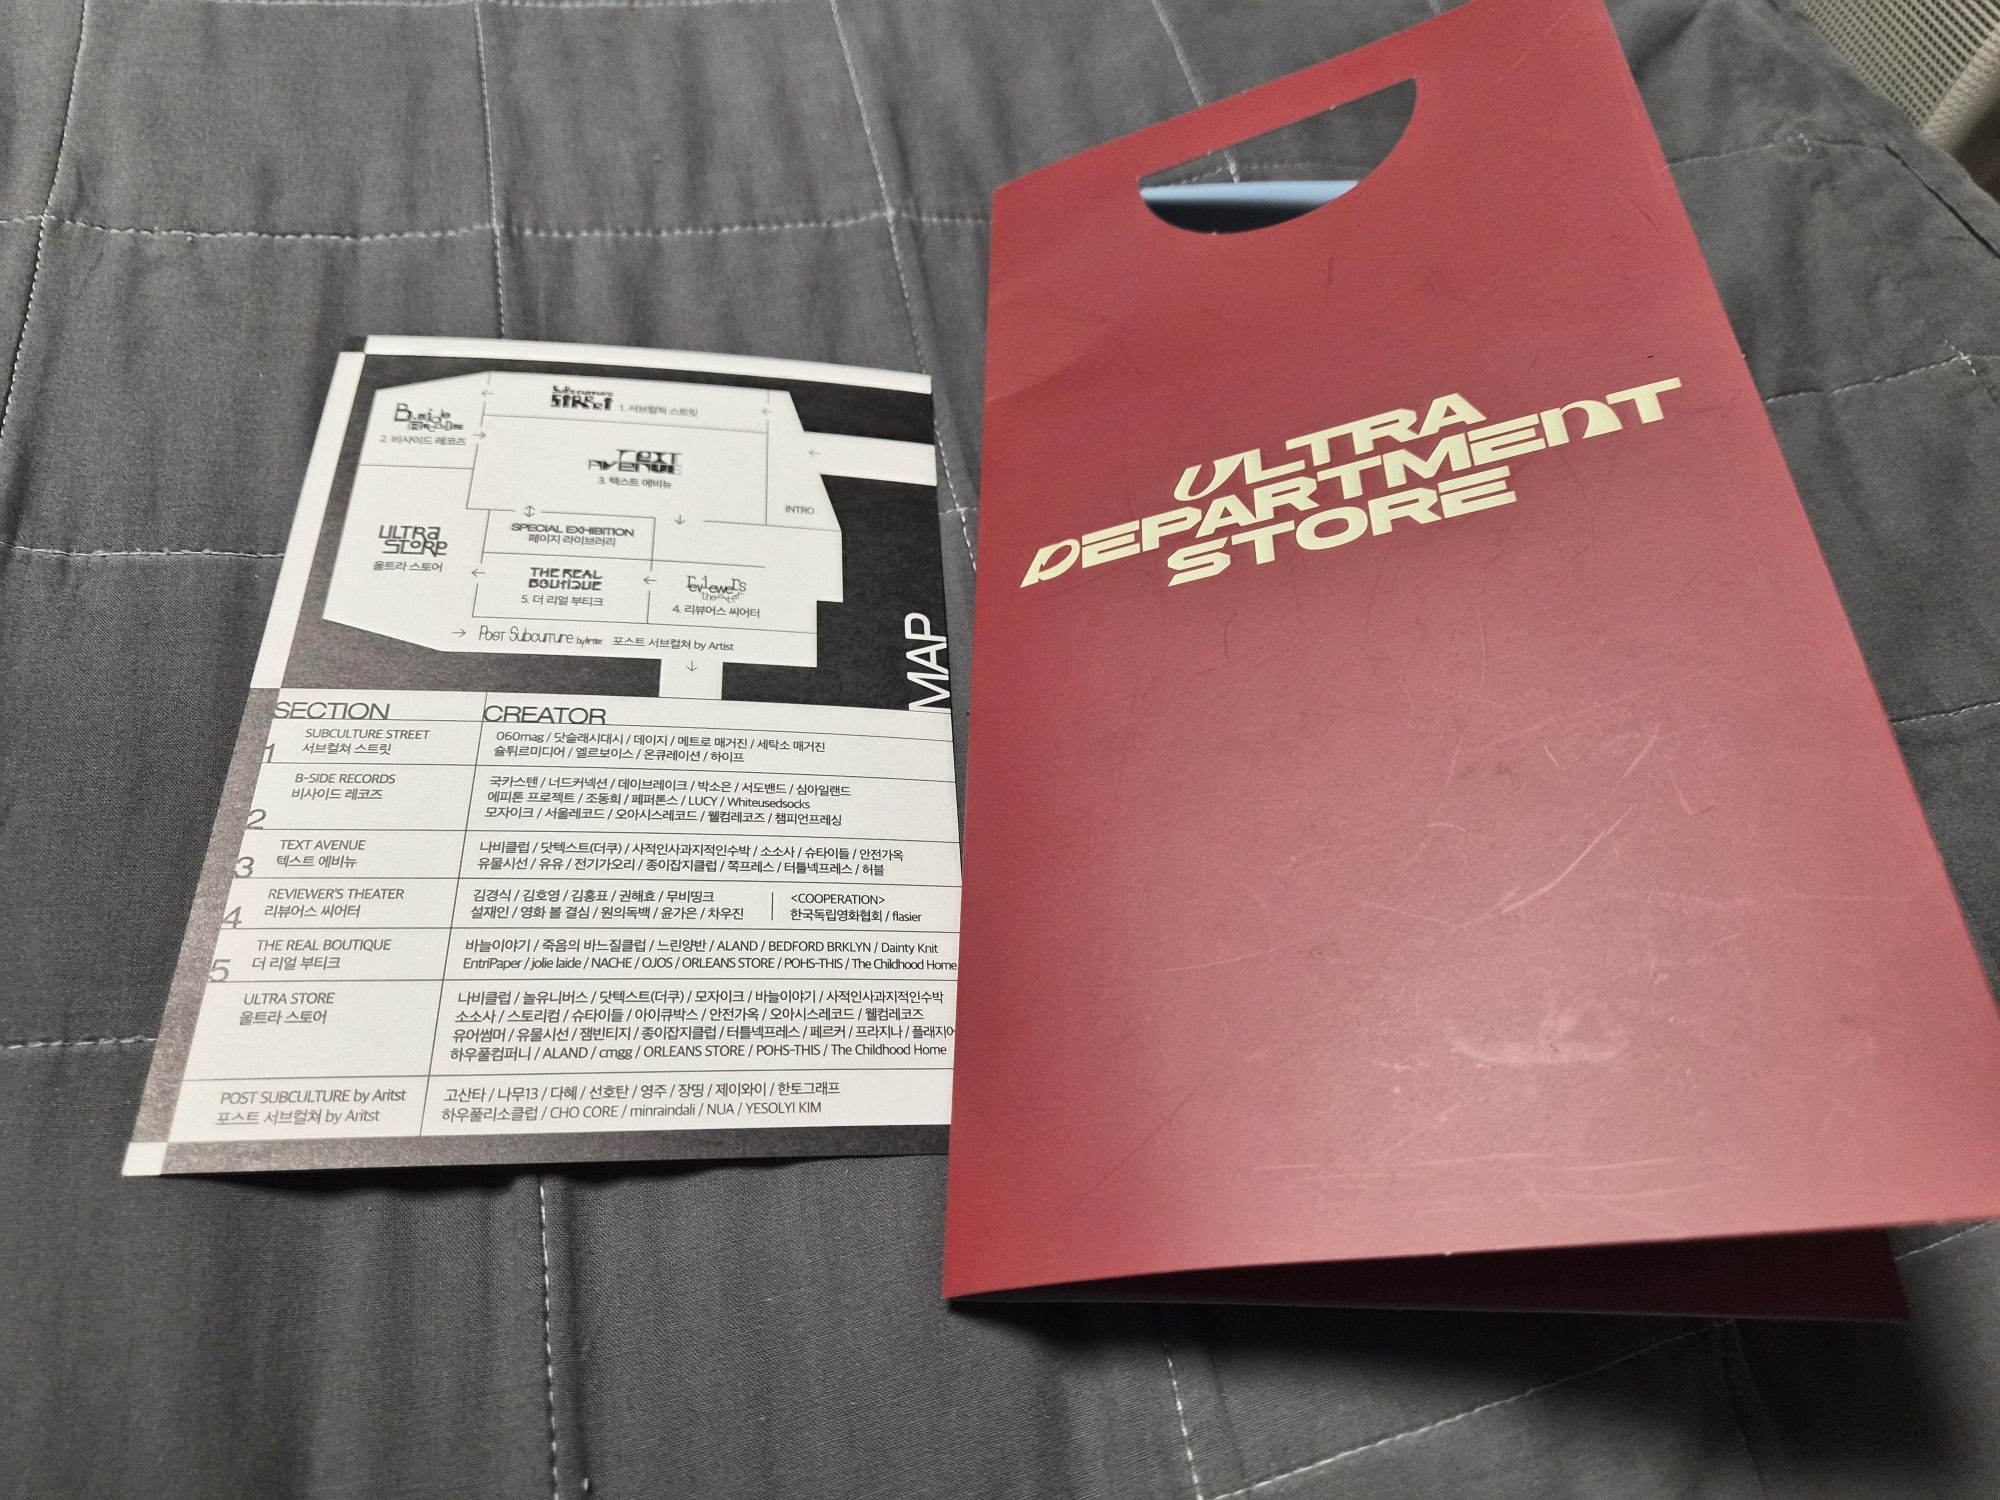 Subculture
STREET
1. 서브컬쳐 스트릿
B-side
Records
2. 비사이드 레코즈
TEXT
AVENUE
3. 텍스트 에비뉴
INTRO
SPECIAL EXHIBITION
페이지 라이브러리
ULTRA
STORE
울트라 스토어
THE REAL
BOUTIQUE
5. 더 리얼 부티크
reviewers
theater
4. 리뷰어스 씨어터
POST Subculture by Artist 포스트 서브컬쳐 by Artist
MAP
SECTION CREATOR
1 SUBCULTURE STREET
서브컬쳐 스트릿
060mag / 닷슬래시대시 / 데이지 / 메트로 매거진 / 세탁소 매거진
숄튀르미디어 / 엘르보이스 / 온큐레이션 / 하이프
2 B-SIDE RECORDS
비사이드 레코즈
국카스텐 / 너드커넥션 / 데이브레이크 / 박소은 / 서도밴드 / 심아일랜드
에피톤 프로젝트 / 조동희 / 페퍼톤스 / LUCY / Whiteusedsocks
모자이크 / 서울레코드 / 오아시스레코드 / 웰컴레코즈 / 챔피언프레싱
3 TEXT AVENUE
텍스트 에비뉴
나비클럽 / 닷텍스트(더쿠) / 사적인사과지적인수박 / 소소사 / 슈타이들 / 안전가옥
유물시선 / 유유 / 전기가오리 / 종이잡지클럽 / 쪽프레스 / 터틀넥프레스 / 허블
4 REVIEWER'S THEATER
리뷰어스 씨어터
김경식 / 김호영 / 김홍표 / 권해효 / 무비띵크
설재인 / 영화 볼 결심 / 원의독백 / 윤가은 / 차우진
<COOPERATION>
한국독립영화협회 / flasier
5 THE REAL BOUTIQUE
더 리얼 부티크
바늘이야기 / 죽음의 바느질클럽 / 느린양반 / ALAND / BEDFORD BRKLYN / Dainty Knit
EntriPaper / jolie laide / NACHE / OJOS / ORLEANS STORE / POHS-THIS / The Childhood Home
ULTRA STORE
울트라 스토어
나비클럽 / 놀유니버스 / 닷텍스트(더쿠) / 모자이크 / 바늘이야기 / 사적인사과지적인수박
소소사 / 스토리컴 / 슈타이들 / 아이큐박스 / 안전가옥 / 오아시스레코드 / 웰컴레코즈
유어썸머 / 유물시선 / 잼빈티지 / 종이잡지클럽 / 터틀넥프레스 / 페르커 / 프라지나 / 플래지어
하우풀컴퍼니 / ALAND / cmgg / ORLEANS STORE / POHS-THIS / The Childhood Home
POST SUBCULTURE by Aritst
포스트 서브컬쳐 by Aritst
고산타 / 나무13 / 다혜 / 선호탄 / 영주 / 장띵 / 제이와이 / 한토그래프
하우풀리소클럽 / CHO CORE / minraindali / NUA / YESOLYI KIM
ULTRA
DEPARTMENT
STORE